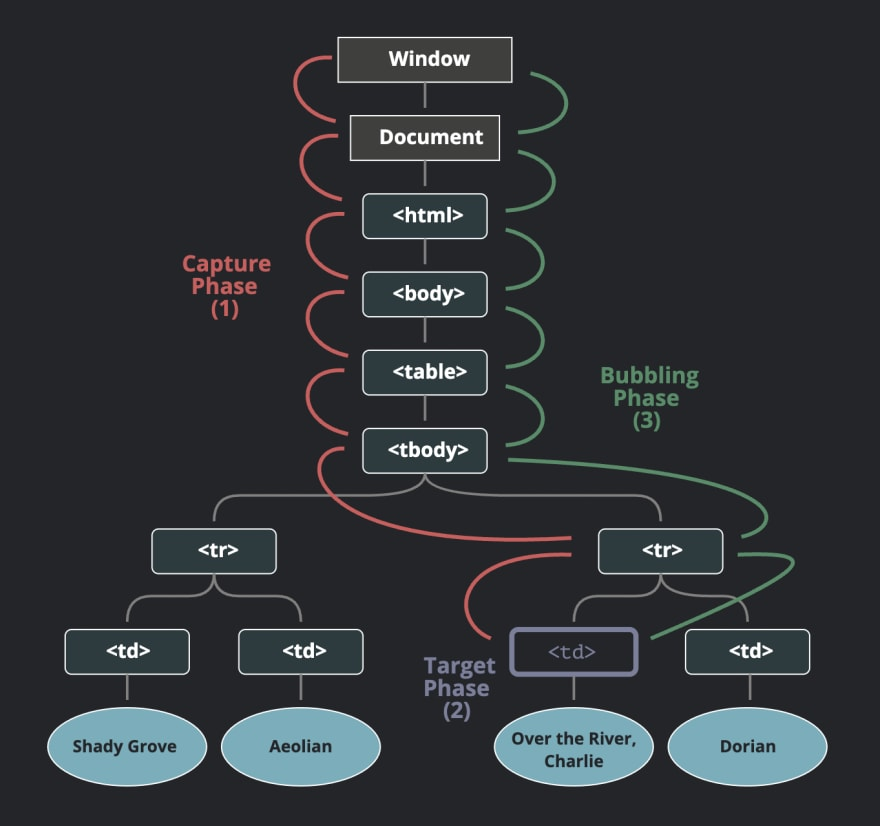 Window
Document
<html>
<body>
Capture
Phase
(1)
<table>
Bubbling
Phase
(3)
<tbody>
<tr>
<tr>
<td>
<td>
<td>
<td>
Target
Phase
(2)
Shady Grove
Aeolian
Over the River,
Charlie
Dorian